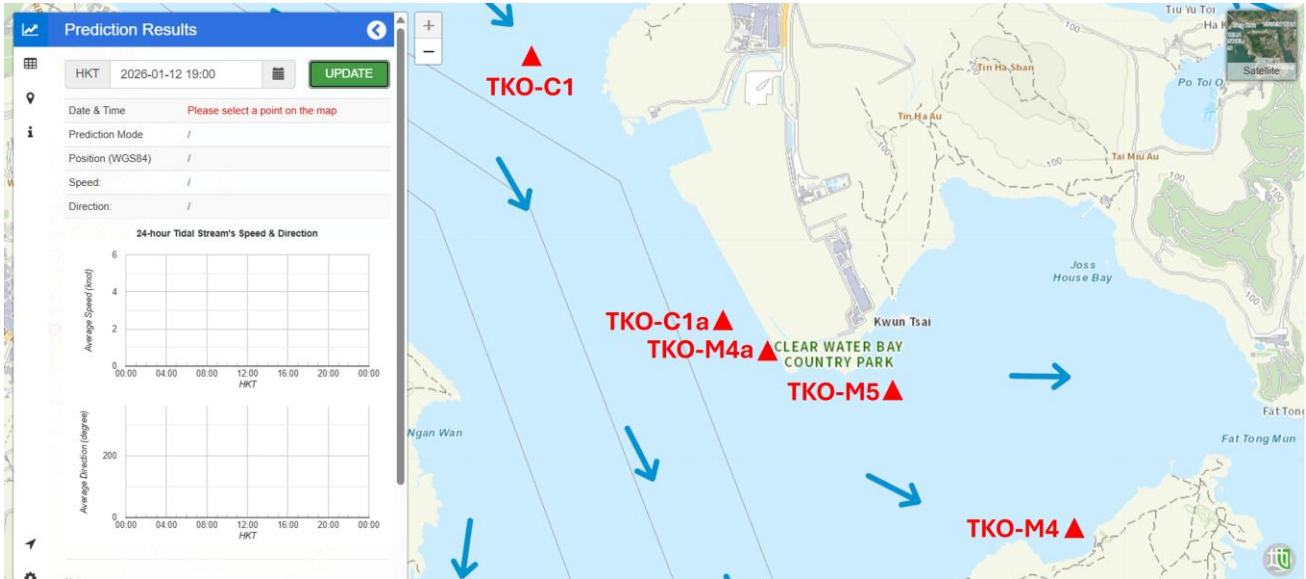 Prediction Results
HKT 2026-01-12 19:00 UPDATE
Date & Time Please select a point on the map
Prediction Mode /
Position (WGS84) /
Speed: /
Direction: /
24-hour Tidal Stream's Speed & Direction
Average Speed (knot)
6
4
2
0
00:00 04:00 08:00 12:00 16:00 20:00 00:00
HKT
Average Direction (degree)
200
0
00:00 04:00 08:00 12:00 16:00 20:00 00:00
HKT
+
−
TKO-C1
TKO-C1a
TKO-M4a
TKO-M5
TKO-M4
Tiu Yu Toi
Ha
Satellite
Po Toi O
Tin Ha Shan
Tin Ha Au
Tai Miu Au
100
100
100
100
100
Joss
House Bay
Kwun Tsai
CLEAR WATER BAY
COUNTRY PARK
Ngan Wan
Fat Tong
Fat Tong Mun